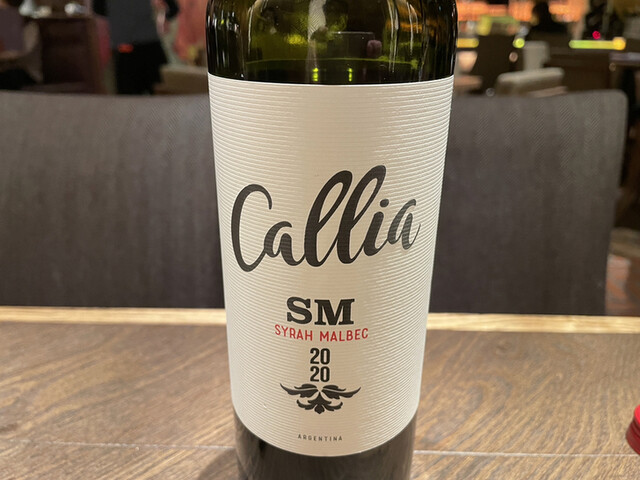 Callia
SM
SYRAH MALBEC
20
20
ARGENTINA